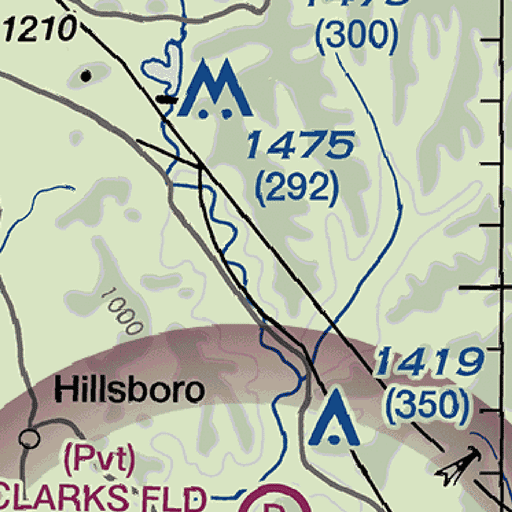 1210
(300)
1475
(292)
1000
1419
(350)
Hillsboro
(Pvt)
CLARKS FLD